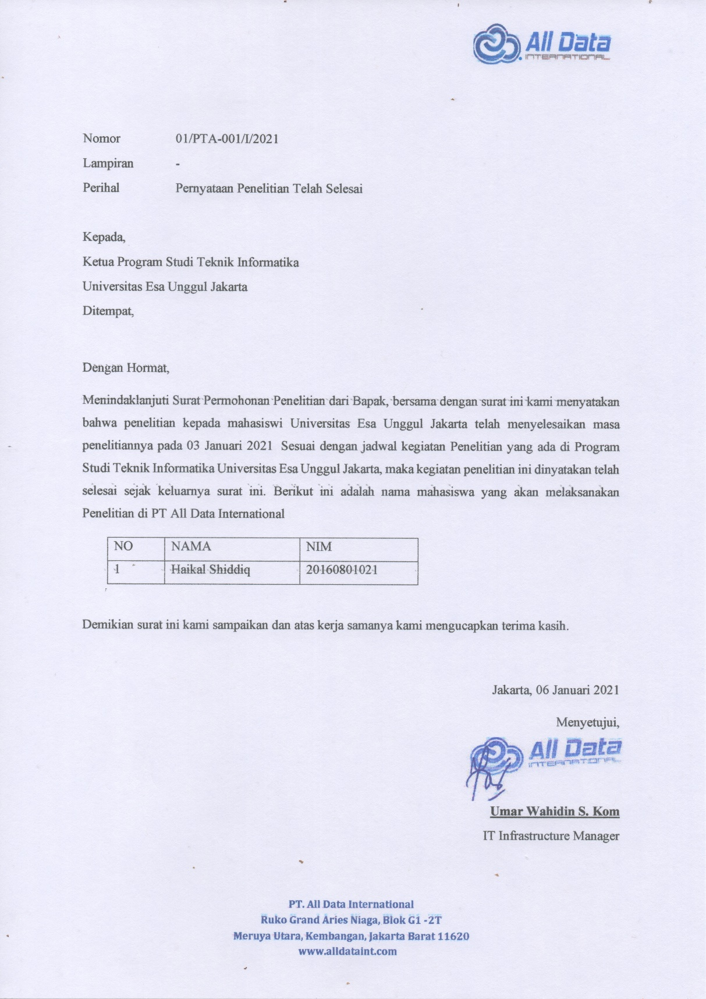 All Data
INTERNATIONAL
Nomor 01/PTA-001/I/2021
Lampiran -
Perihal Pernyataan Penelitian Telah Selesai
Kepada,
Ketua Program Studi Teknik Informatika
Universitas Esa Unggul Jakarta
Ditempat,
Dengan Hormat,
Menindaklanjuti Surat Permohonan Penelitian dari Bapak, bersama dengan surat ini kami menyatakan
bahwa penelitian kepada mahasiswi Universitas Esa Unggul Jakarta telah menyelesaikan masa
penelitiannya pada 03 Januari 2021 Sesuai dengan jadwal kegiatan Penelitian yang ada di Program
Studi Teknik Informatika Universitas Esa Unggul Jakarta, maka kegiatan penelitian ini dinyatakan telah
selesai sejak keluarnya surat ini. Berikut ini adalah nama mahasiswa yang akan melaksanakan
Penelitian di PT All Data International
NO NAMA NIM
1 Haikal Shiddiq 20160801021
Demikian surat ini kami sampaikan dan atas kerja samanya kami mengucapkan terima kasih.
Jakarta, 06 Januari 2021
Menyetujui,
All Data
INTERNATIONAL
Umar Wahidin S. Kom
IT Infrastructure Manager
PT. All Data International
Ruko Grand Aries Niaga, Blok G1 -2T
Meruya Utara, Kembangan, Jakarta Barat 11620
www.alldataint.com